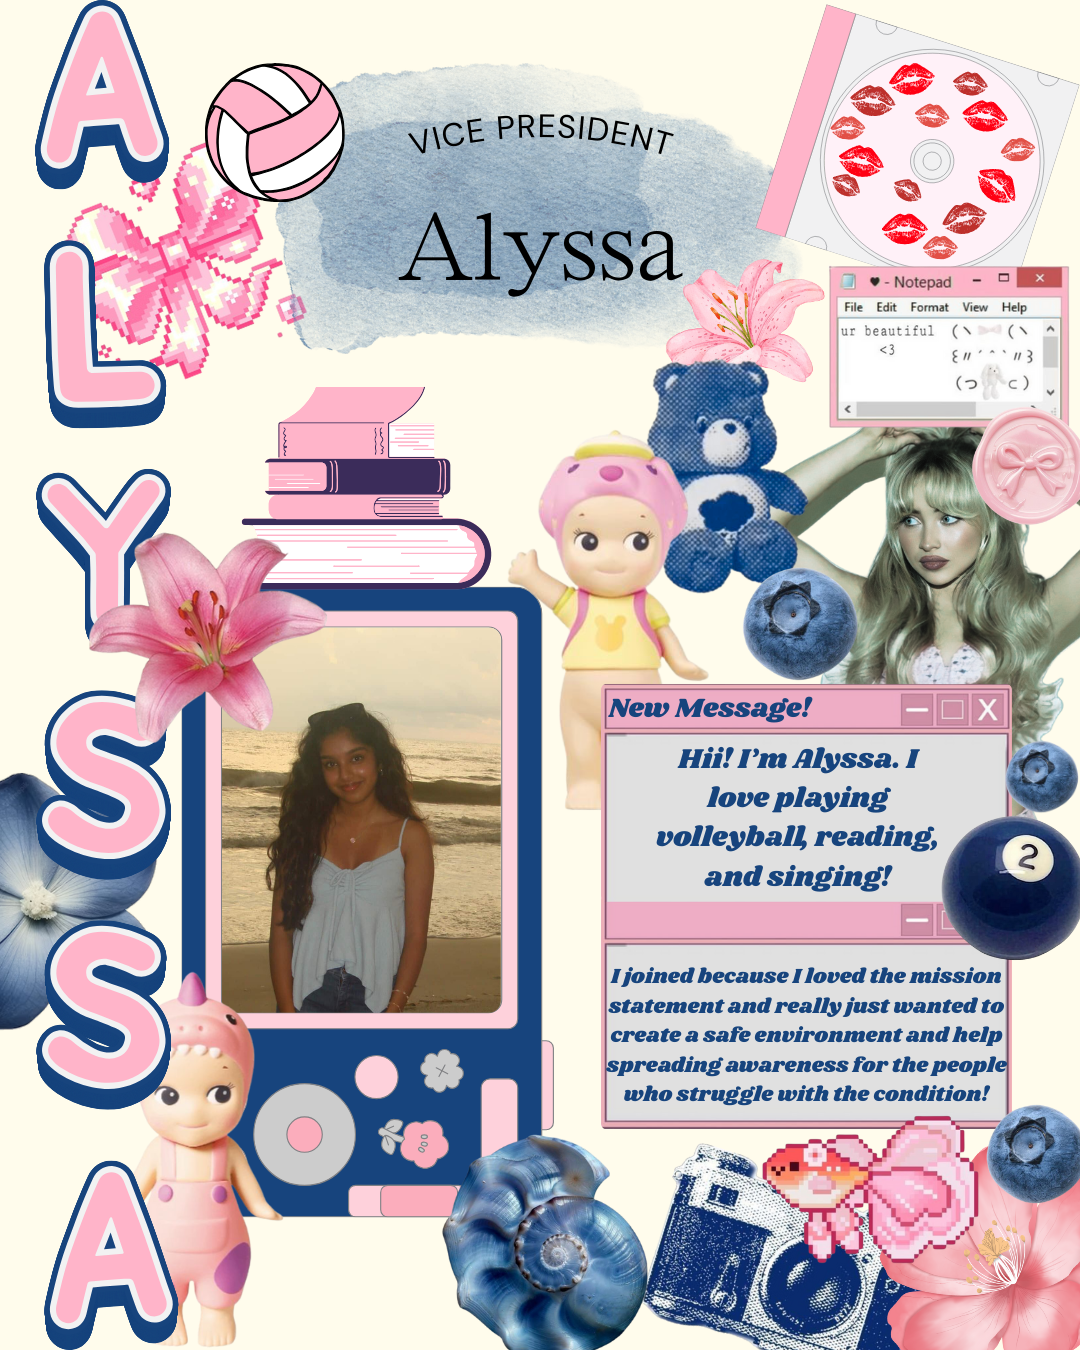 ALYSSA
VICE PRESIDENT
Alyssa
♥ - Notepad
File Edit Format View Help
ur beautiful
<3
New Message!
Hii! I'm Alyssa. I
love playing
volleyball, reading,
and singing!
2
I joined because I loved the mission
statement and really just wanted to
create a safe environment and help
spreading awareness for the people
who struggle with the condition!